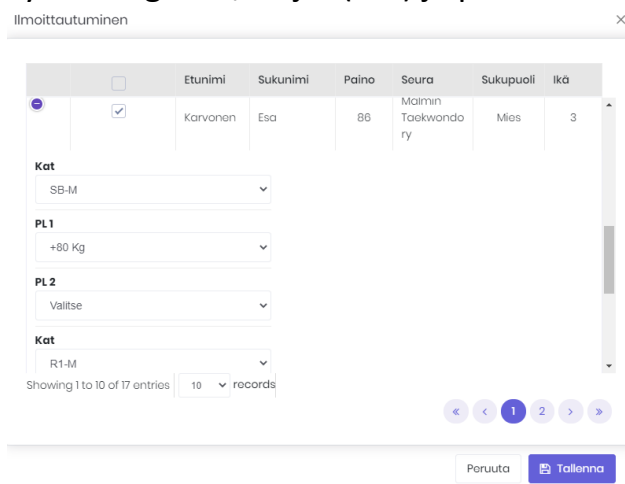 Ilmoittautuminen
Etunimi Sukunimi Paino Seura Sukupuoli Ikä
Karvonen Esa 86 Malmin Taekwondo ry Mies 3
Kat
SB-M
PL 1
+80 Kg
PL 2
Valitse
Kat
R1-M
Showing 1 to 10 of 17 entries 10 records
« ‹ 1 2 › »
Peruuta Tallenna